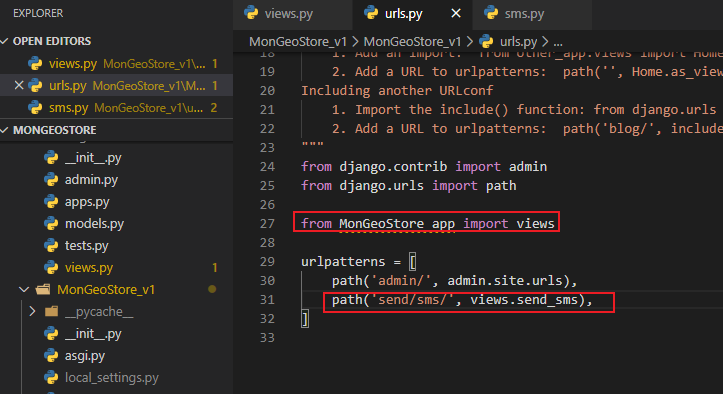 EXPLORER
OPEN EDITORS
views.py MonGeoStore_v1\... 1
urls.py MonGeoStore_v1\M... 1
sms.py MonGeoStore_v1\u... 2
MONGEOSTORE
__init__.py
admin.py
apps.py
models.py
tests.py
views.py 1
MonGeoStore_v1
__pycache__
__init__.py
asgi.py
local_settings.py
views.py urls.py sms.py
MonGeoStore_v1 > MonGeoStore_v1 > urls.py > ...
18 1. Add an import: from other_app.views import Home
19 2. Add a URL to urlpatterns: path('', Home.as_view
20 Including another URLconf
21 1. Import the include() function: from django.urls
22 2. Add a URL to urlpatterns: path('blog/', include
23 """
24 from django.contrib import admin
25 from django.urls import path
26
27 from MonGeoStore_app import views
28
29 urlpatterns = [
30 path('admin/', admin.site.urls),
31 path('send/sms/', views.send_sms),
32 ]
33